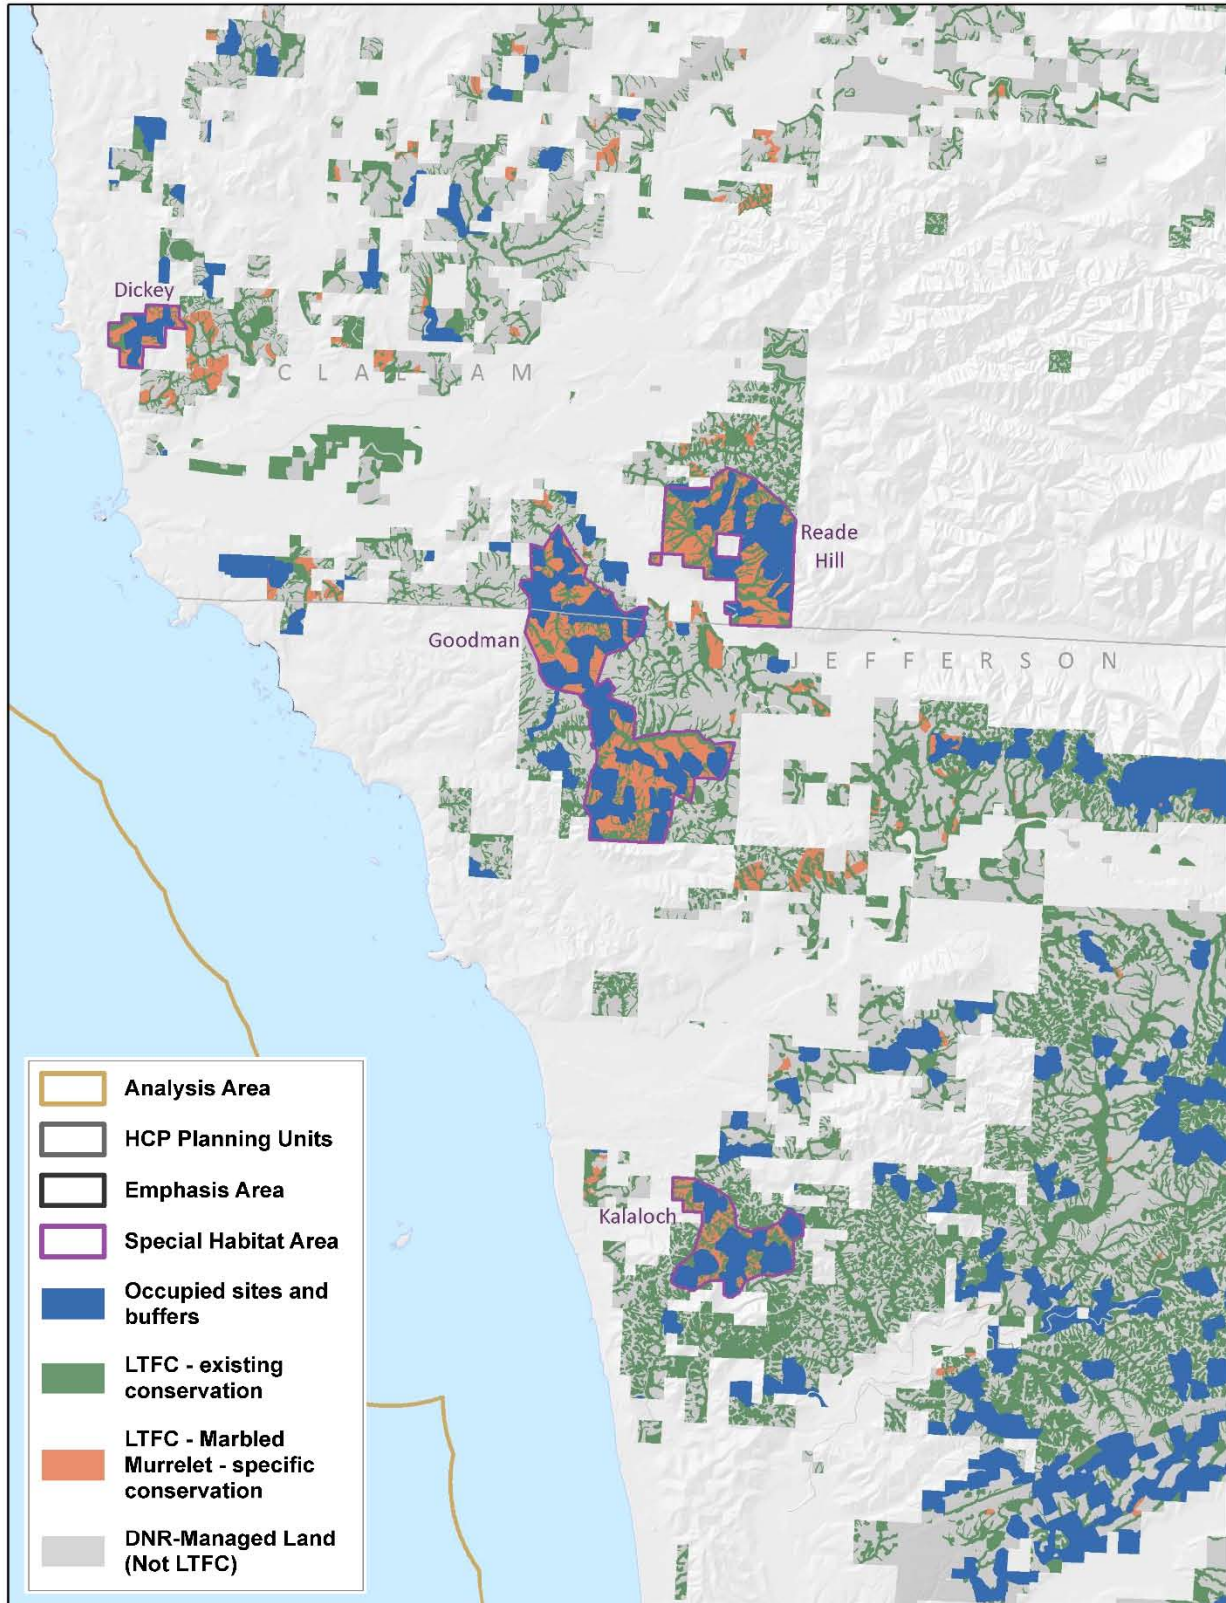 Dickey
C L A L L A M
Reade
Hill
Goodman
J E F F E R S O N
Kalaloch
Analysis Area
HCP Planning Units
Emphasis Area
Special Habitat Area
Occupied sites and
buffers
LTFC - existing
conservation
LTFC - Marbled
Murrelet - specific
conservation
DNR-Managed Land
(Not LTFC)